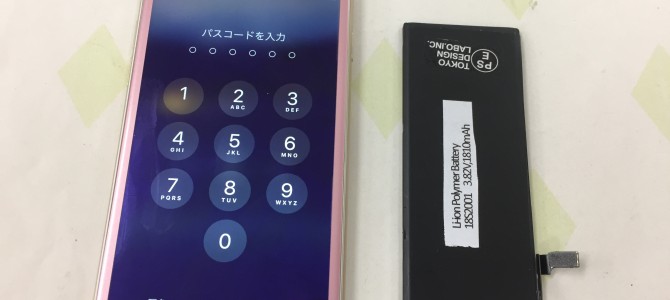 パスコードを入力
1
2
ABC
3
DEF
4
GHI
5
JKL
6
MNO
7
PQRS
8
TUV
9
WXYZ
0
PS
E
TOKYO
DESIGN
LABO,INC.
Li-ion Polymer Battery
18S2001 3.82V/1810mAh